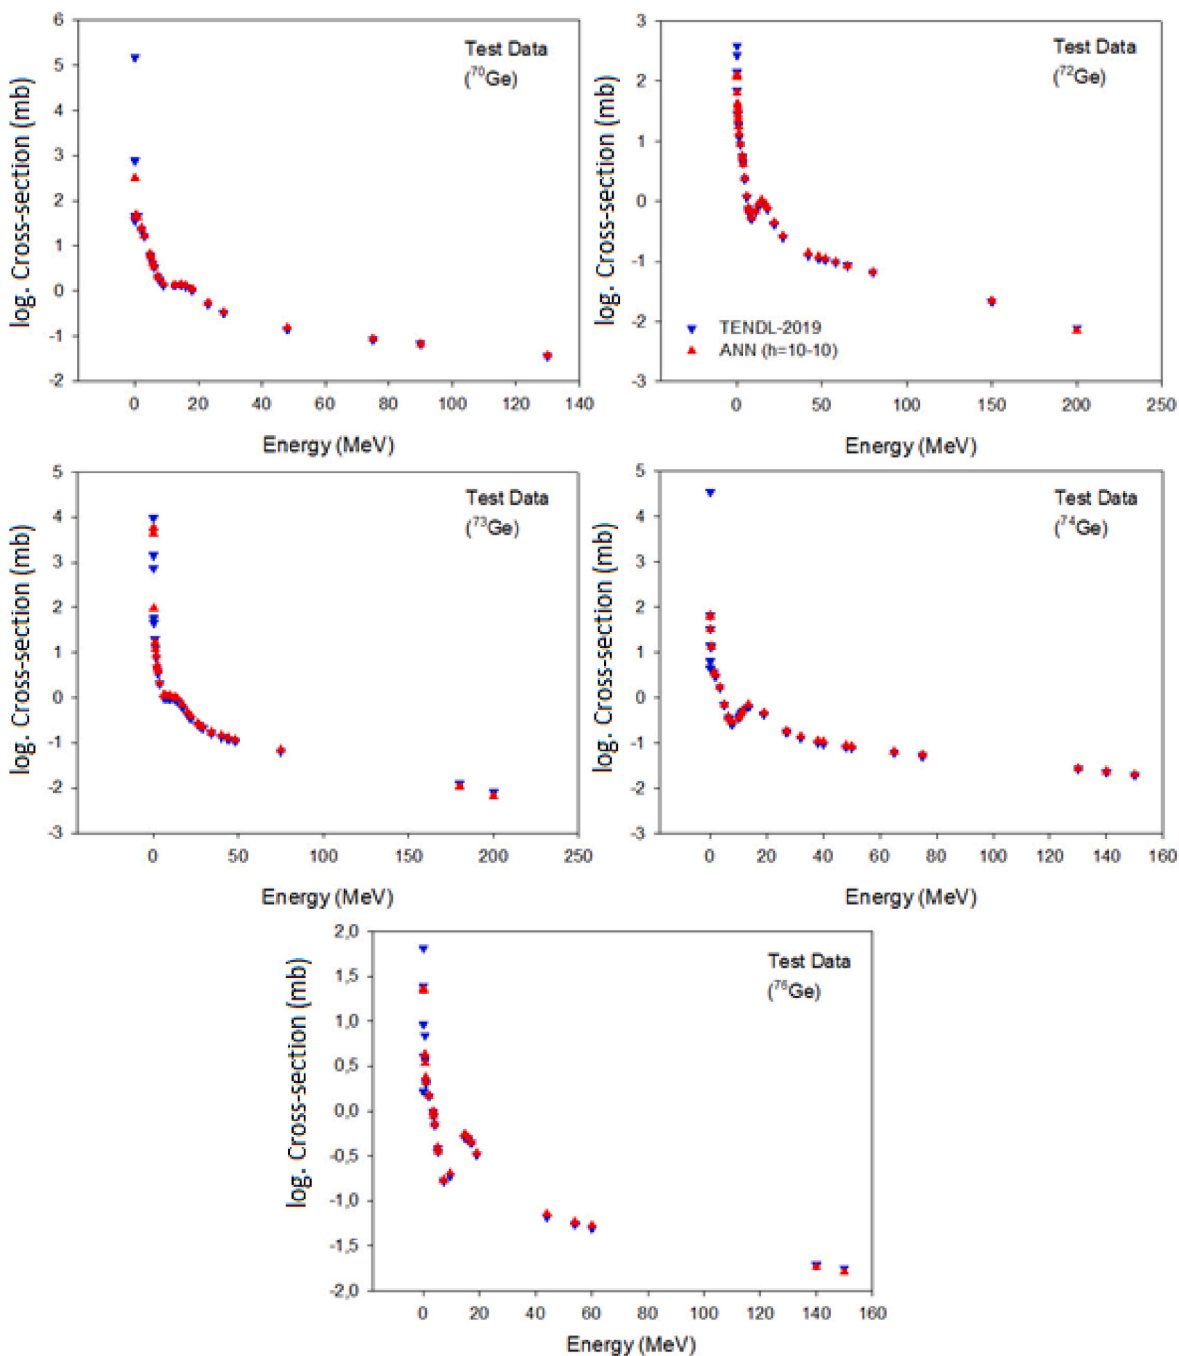 log. Cross-section (mb)
6
5
4
3
2
1
0
-1
-2
Test Data
(70Ge)
0 20 40 60 80 100 120 140
Energy (MeV)
log. Cross-section (mb)
3
2
1
0
-1
-2
-3
Test Data
(72Ge)
TENDL-2019
ANN (h=10-10)
0 50 100 150 200 250
Energy (MeV)
log. Cross-section (mb)
5
4
3
2
1
0
-1
-2
-3
Test Data
(73Ge)
0 50 100 150 200 250
Energy (MeV)
log. Cross-section (mb)
5
4
3
2
1
0
-1
-2
-3
Test Data
(74Ge)
0 20 40 60 80 100 120 140 160
Energy (MeV)
log. Cross-section (mb)
2,0
1,5
1,0
0,5
0,0
-0,5
-1,0
-1,5
-2,0
Test Data
(76Ge)
0 20 40 60 80 100 120 140 160
Energy (MeV)